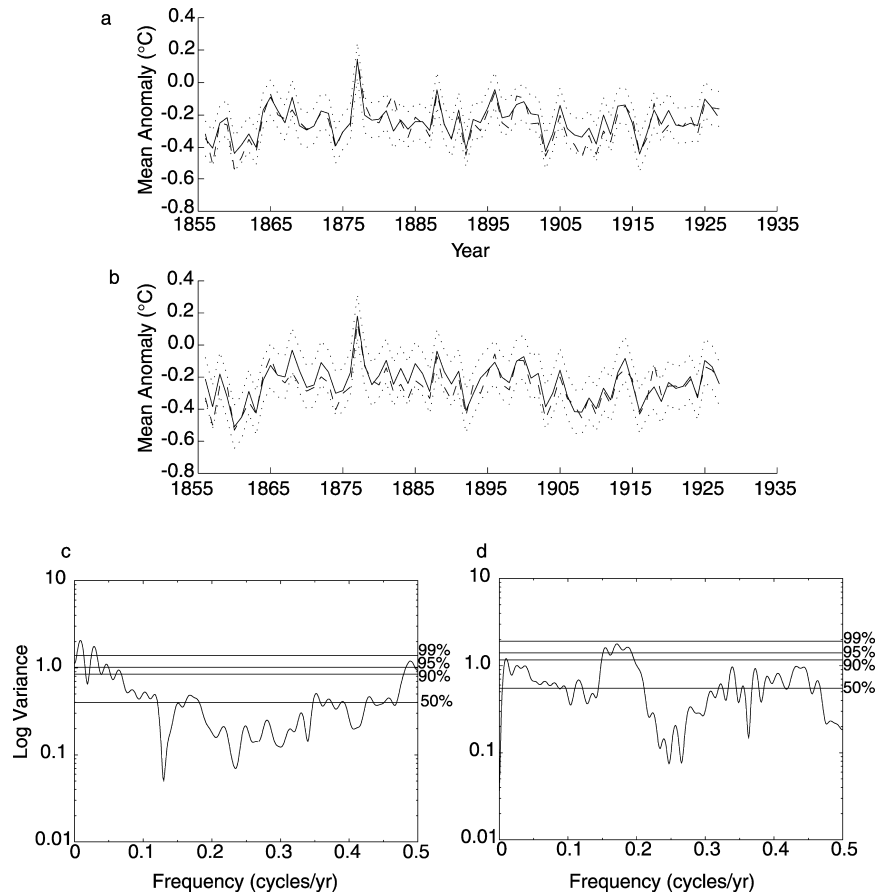 a
0.4
0.2
0.0
-0.2
-0.4
-0.6
-0.8
Mean Anomaly (°C)
1855 1865 1875 1885 1895 1905 1915 1925 1935
Year
b
0.4
0.2
0.0
-0.2
-0.4
-0.6
-0.8
Mean Anomaly (°C)
1855 1865 1875 1885 1895 1905 1915 1925 1935
c
10
1.0
0.1
0.01
Log Variance
99%
95%
90%
50%
0 0.1 0.2 0.3 0.4 0.5
Frequency (cycles/yr)
d
10
1.0
0.1
0.01
99%
95%
90%
50%
0 0.1 0.2 0.3 0.4 0.5
Frequency (cycles/yr)